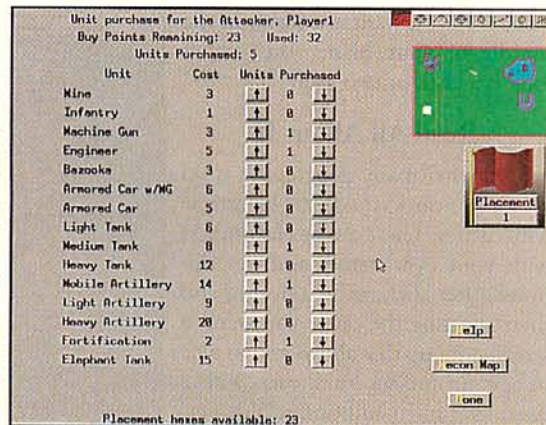 Unit purchase for the Attacker, Player1
Buy Points Remaining: 23 Used: 32
Units Purchased: 5
Unit Cost Units Purchased
Mine 3 0
Infantry 1 0
Machine Gun 3 1
Engineer 5 1
Bazooka 3 0
Armored Car w/MG 6 0
Armored Car 5 0
Light Tank 6 0
Medium Tank 8 1
Heavy Tank 12 0
Mobile Artillery 14 1
Light Artillery 9 0
Heavy Artillery 20 0
Fortification 2 1
Elephant Tank 15 0
Placement
1
elp
econ Map
one
Placement hexes available: 23